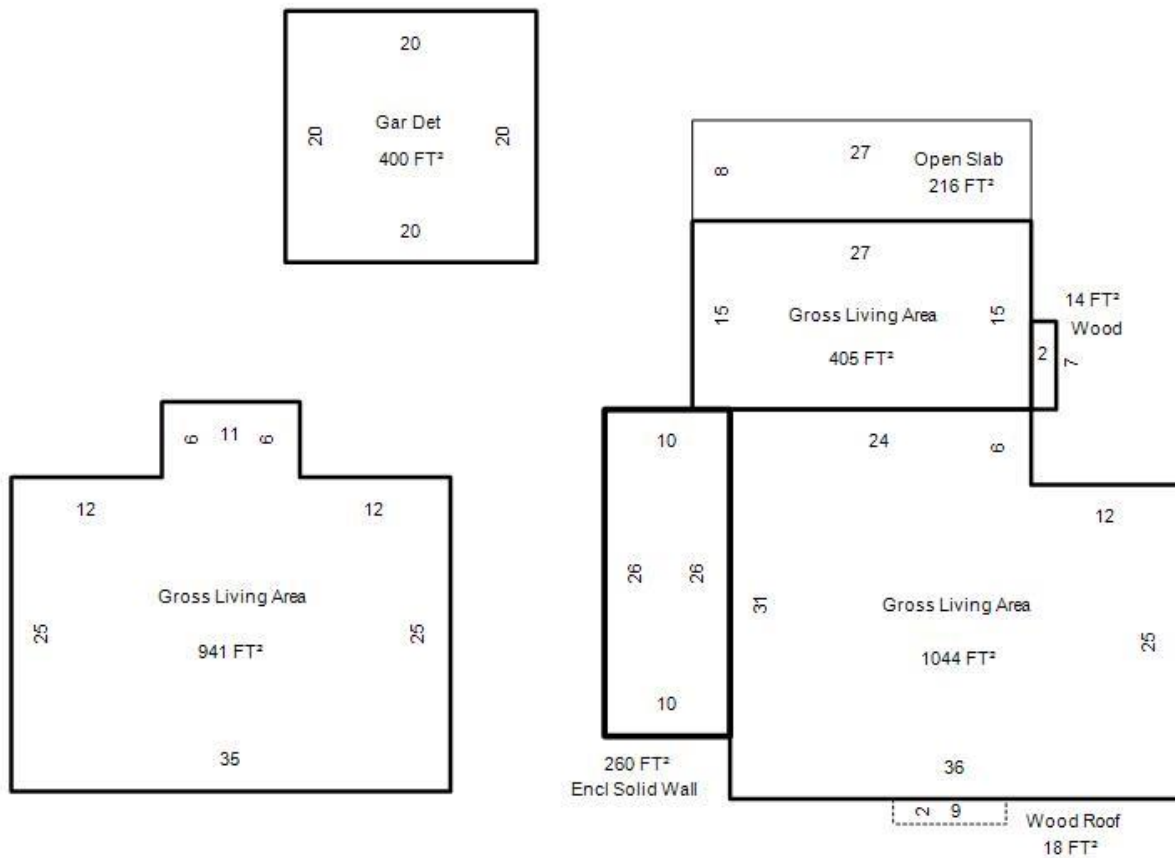 20
20
Gar Det
20
400 FT²
20
8
27
Open Slab
216 FT²
27
15
Gross Living Area
15
405 FT²
14 FT²
Wood
2
7
6
11
6
12
12
Gross Living Area
25
25
941 FT²
35
10
26
26
10
260 FT²
Encl Solid Wall
24
6
12
31
Gross Living Area
25
1044 FT²
36
2
9
Wood Roof
18 FT²